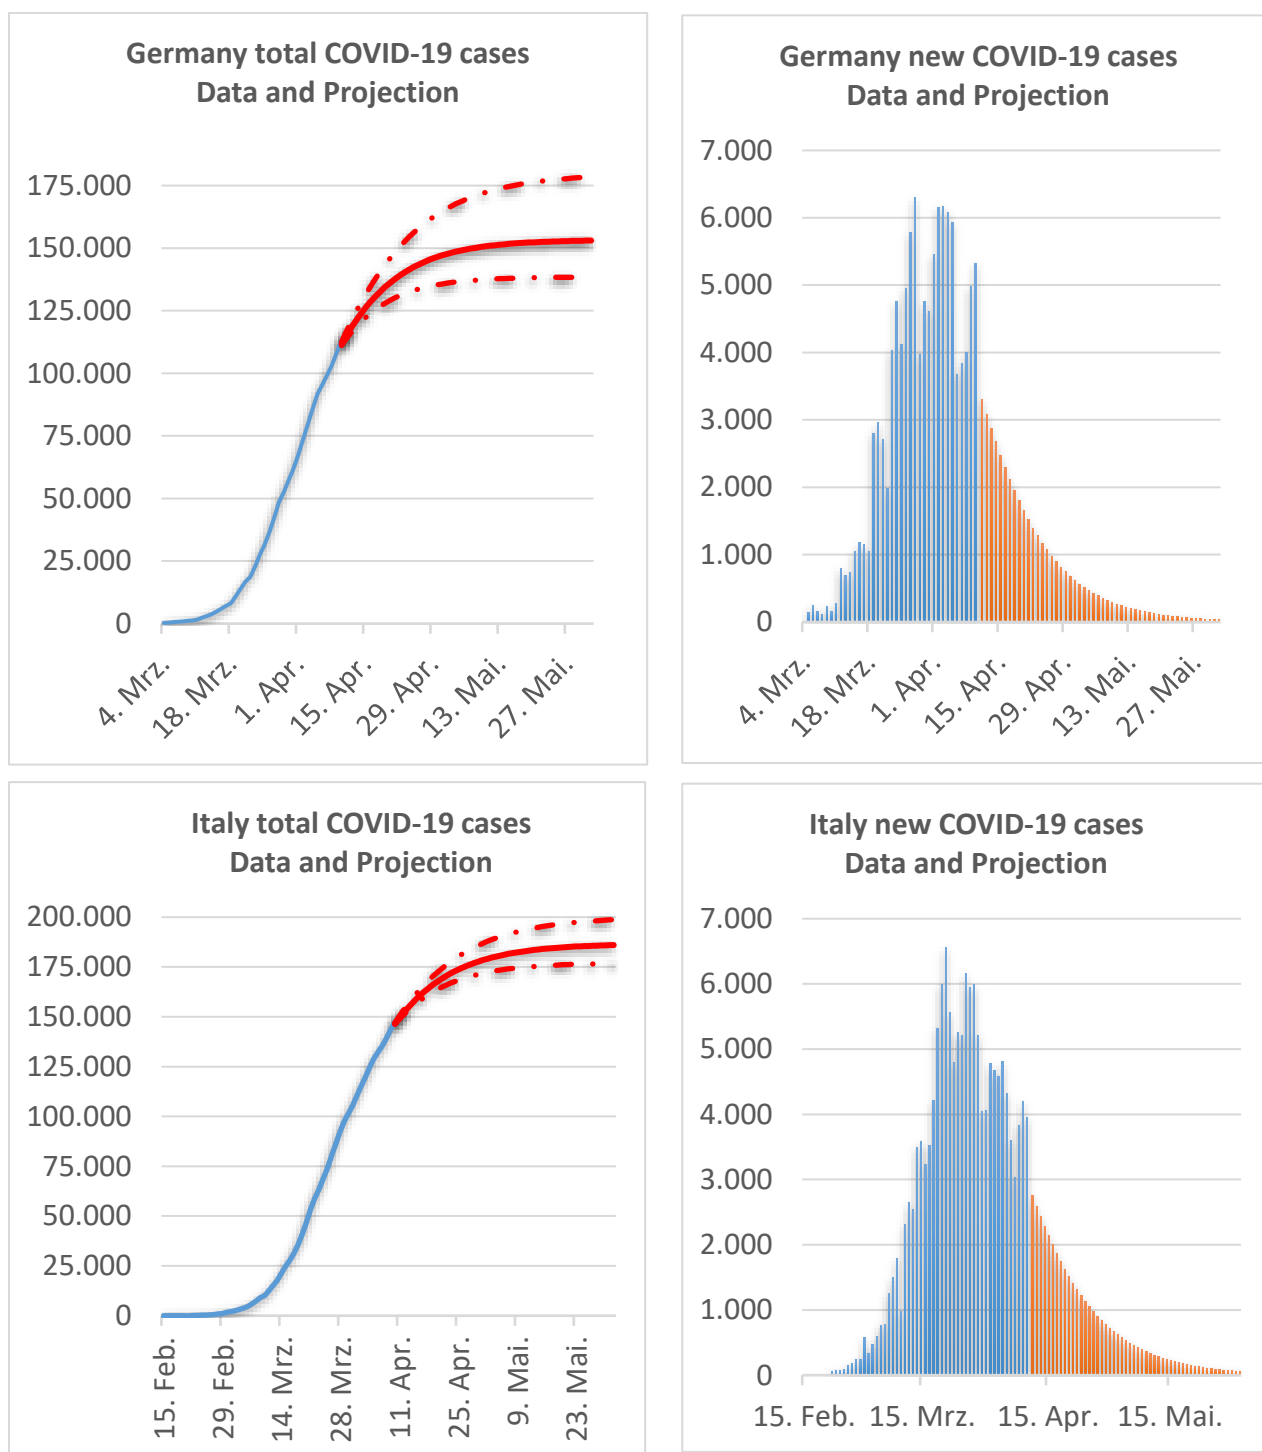 Germany total COVID-19 cases
Data and Projection
175.000
150.000
125.000
100.000
75.000
50.000
25.000
0
4. Mrz.
18. Mrz.
1. Apr.
15. Apr.
29. Apr.
13. Mai.
27. Mai.
Germany new COVID-19 cases
Data and Projection
7.000
6.000
5.000
4.000
3.000
2.000
1.000
0
4. Mrz.
18. Mrz.
1. Apr.
15. Apr.
29. Apr.
13. Mai.
27. Mai.
Italy total COVID-19 cases
Data and Projection
200.000
175.000
150.000
125.000
100.000
75.000
50.000
25.000
0
15. Feb.
29. Feb.
14. Mrz.
28. Mrz.
11. Apr.
25. Apr.
9. Mai.
23. Mai.
Italy new COVID-19 cases
Data and Projection
7.000
6.000
5.000
4.000
3.000
2.000
1.000
0
15. Feb.
15. Mrz.
15. Apr.
15. Mai.